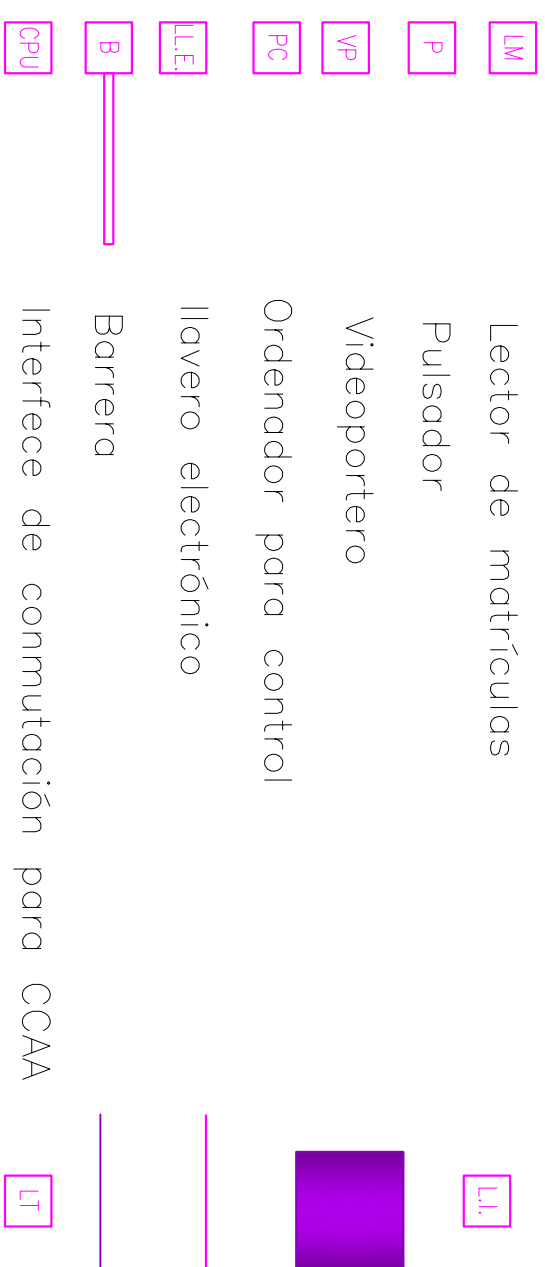 LM Lector de matrículas
P Pulsador
VP Videoportero
PC Ordenador para control
LL.E. llavero electrónico
B Barrera
CPU Interfece de conmutación para CCAA
L.I.
LT